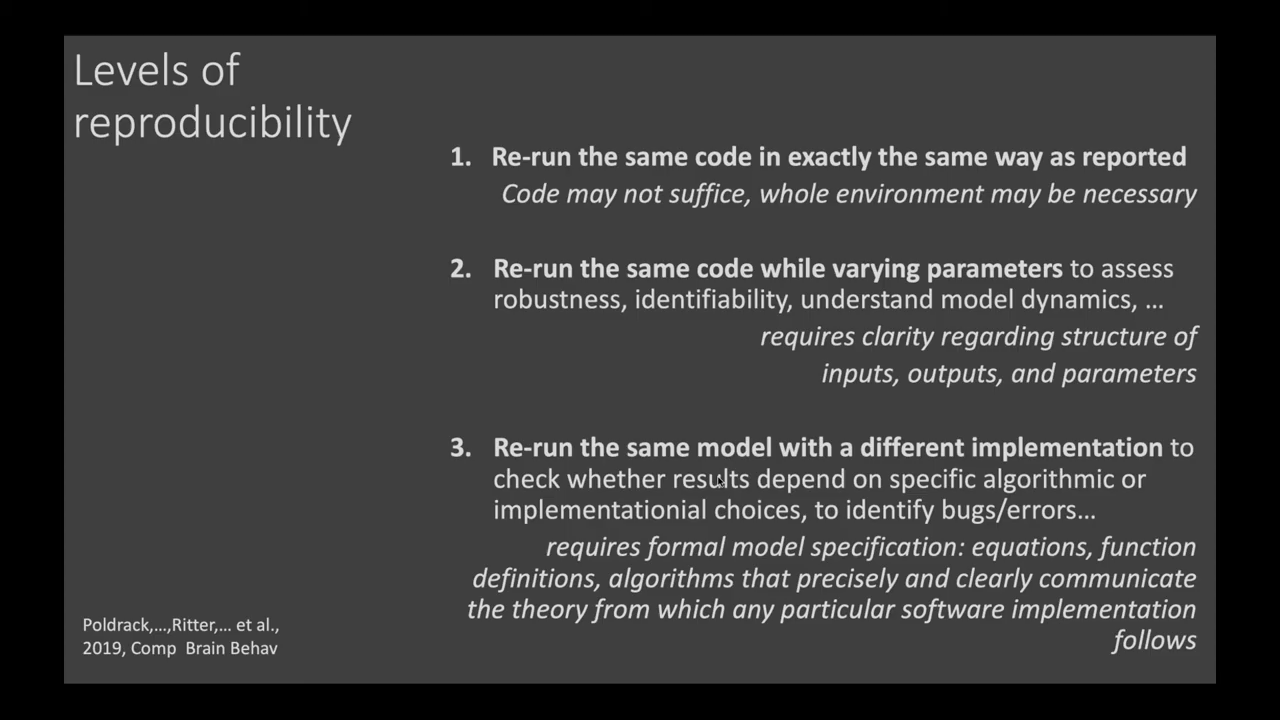 Levels of
reproducibility
1. Re-run the same code in exactly the same way as reported
Code may not suffice, whole environment may be necessary
2. Re-run the same code while varying parameters to assess
robustness, identifiability, understand model dynamics, …
requires clarity regarding structure of
inputs, outputs, and parameters
3. Re-run the same model with a different implementation to
check whether results depend on specific algorithmic or
implementationial choices, to identify bugs/errors…
requires formal model specification: equations, function
definitions, algorithms that precisely and clearly communicate
the theory from which any particular software implementation
follows
Poldrack,…,Ritter,… et al.,
2019, Comp Brain Behav